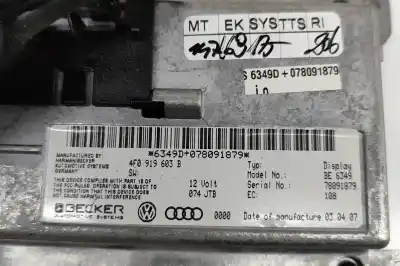 MT EK SYSTTS RI
S 6349D + 078091879
*6349D+078091879*
Manufactured by
HARMAN/BECKER
AUTOMOTIVE SYSTEMS
GERMANY
4F0 919 603 B
SW:
THIS DEVICE COMPLIES WITH PART 15 OF
THE FCC-RULES. OPERATION IS SUBJECT TO
THE CONDITION THAT THIS DEVICE DOES NOT
CAUSE HARMFUL INTERFERENCE
12 Volt
074 JTB
Typ: Display
Model No.: BE 6349
Serial No.: 78091879
EC: 108
BECKER
AUTOMOTIVE SYSTEMS
0000
Date of manufacture 03.04.07